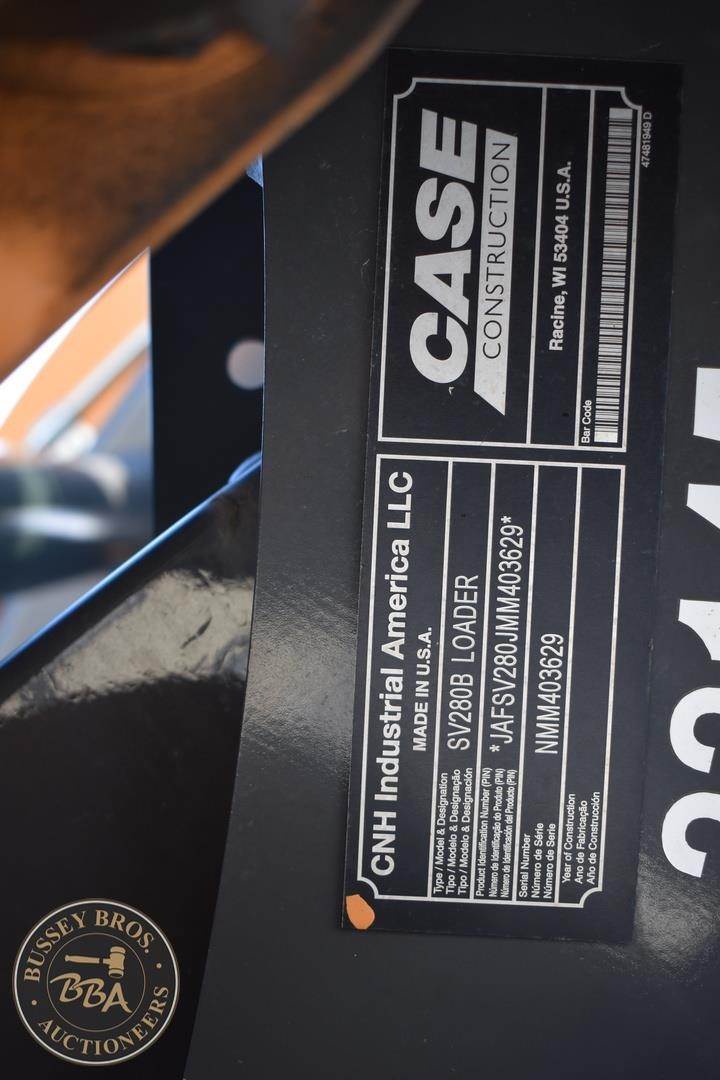 CNH Industrial America LLC
MADE IN U.S.A.
Type / Model & Designation
Tipo / Modelo & Designação
Tipo / Modelo & Designación
SV280B LOADER
Product Identification Number (PIN)
Número de Identificação do Produto (PIN)
Número de Identificación del Producto (PIN)
*JAFSV280JMM403629*
Serial Number
Número de Série
Número de Serie
NMM403629
Year of Construction
Ano de Fabricação
Año de Construcción
CASE
CONSTRUCTION
Racine, WI 53404 U.S.A.
Bar Code
47481949 D
BUSSEY BROS.
BBA
AUCTIONEERS